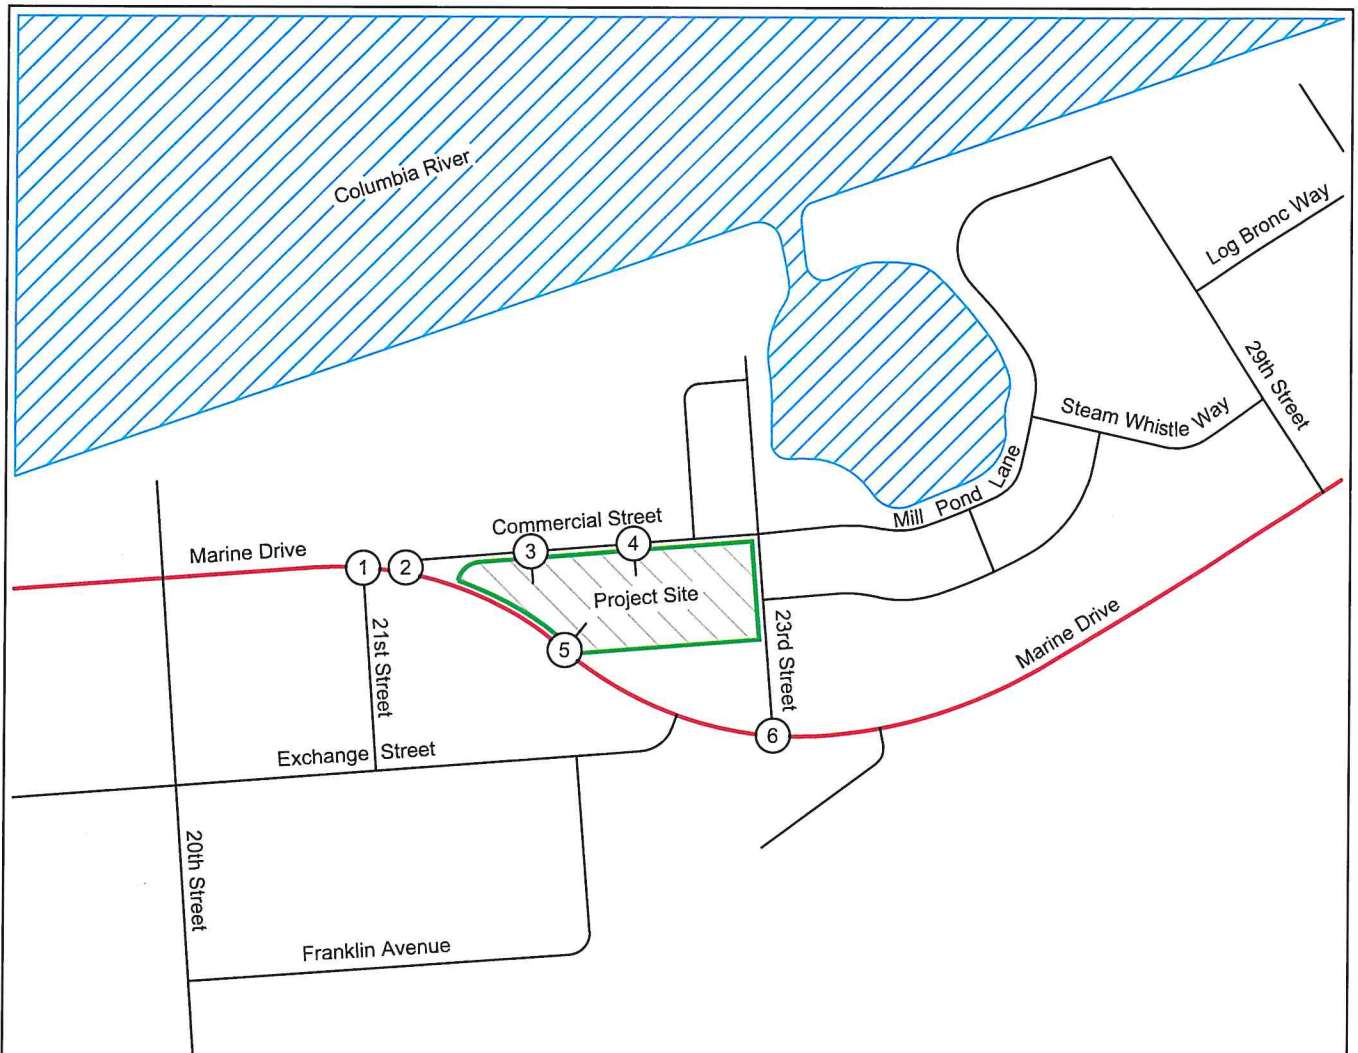 Columbia River
Log Bronc Way
29th Street
Steam Whistle Way
Mill Pond Lane
Commercial Street
Marine Drive
1
2
3
4
Project Site
5
21st Street
23rd Street
Marine Drive
6
Exchange Street
20th Street
Franklin Avenue